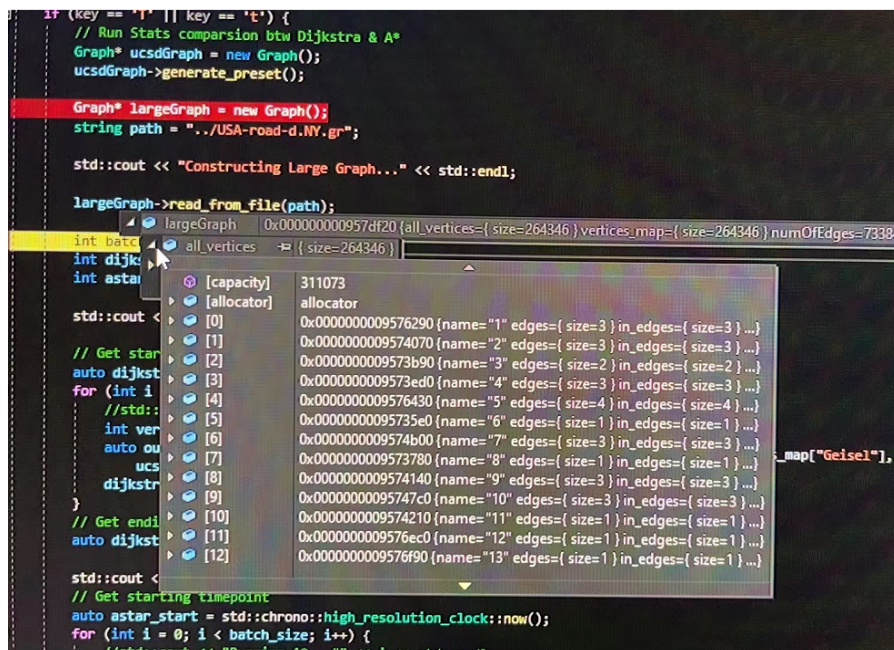 if (key == 'T' || key == 't') {
// Run Stats comparsion btw Dijkstra & A*
Graph* ucsdGraph = new Graph();
ucsdGraph->generate_preset();
Graph* largeGraph = new Graph();
string path = "../USA-road-d.NY.gr";
std::cout << "Constructing Large Graph..." << std::endl;
largeGraph->read_from_file(path);
largeGraph 0x000000000957df20 {all_vertices={ size=264346 } vertices_map={ size=264346 } numOfEdges=7338
int batc
all_vertices { size=264346 }
int dijks
int astar
[capacity] 311073
[allocator] allocator
std::cout <
[0] 0x0000000009576290 {name="1" edges={ size=3 } in_edges={ size=3 } ...}
[1] 0x0000000009574070 {name="2" edges={ size=3 } in_edges={ size=3 } ...}
// Get star
[2] 0x0000000009573b90 {name="3" edges={ size=2 } in_edges={ size=2 } ...}
auto dijkst
[3] 0x0000000009573ed0 {name="4" edges={ size=3 } in_edges={ size=3 } ...}
for (int i
[4] 0x0000000009576430 {name="5" edges={ size=4 } in_edges={ size=4 } ...}
//std::
[5] 0x00000000095735e0 {name="6" edges={ size=1 } in_edges={ size=1 } ...}
int ver
[6] 0x0000000009574b00 {name="7" edges={ size=3 } in_edges={ size=3 } ...}
auto ou
[7] 0x0000000009573780 {name="8" edges={ size=1 } in_edges={ size=1 } ...} s_map["Geisel"],
ucs
[8] 0x0000000009574140 {name="9" edges={ size=3 } in_edges={ size=3 } ...}
dijkstr
[9] 0x00000000095747c0 {name="10" edges={ size=3 } in_edges={ size=3 } ...}
}
[10] 0x0000000009574210 {name="11" edges={ size=1 } in_edges={ size=1 } ...}
// Get endi
[11] 0x0000000009576ec0 {name="12" edges={ size=1 } in_edges={ size=1 } ...}
auto dijkst
[12] 0x0000000009576f90 {name="13" edges={ size=1 } in_edges={ size=1 } ...}
std::cout <
// Get starting timepoint
auto astar_start = std::chrono::high_resolution_clock::now();
for (int i = 0; i < batch_size; i++) {